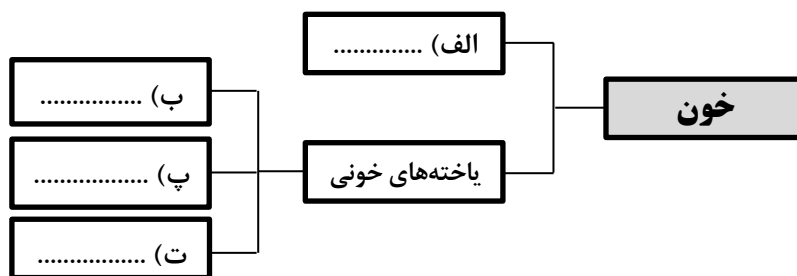 خون
الف) ..............
یاخته‌های خونی
ب) ................
پ) ..................
ت) .................